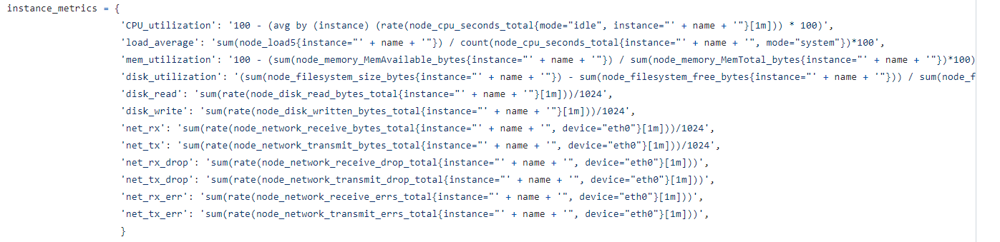 instance_metrics = {
'CPU_utilization': '100 - (avg by (instance) (rate(node_cpu_seconds_total{mode="idle", instance="' + name + '"}[1m])) * 100)',
'load_average': 'sum(node_load5{instance="' + name + '"}) / count(node_cpu_seconds_total{instance="' + name + '", mode="system"})*100',
'mem_utilization': '100 - (sum(node_memory_MemAvailable_bytes{instance="' + name + '"}) / sum(node_memory_MemTotal_bytes{instance="' + name + '"})*100)
'disk_utilization': '(sum(node_filesystem_size_bytes{instance="' + name + '"}) - sum(node_filesystem_free_bytes{instance="' + name + '"})) / sum(node_f
'disk_read': 'sum(rate(node_disk_read_bytes_total{instance="' + name + '"}[1m]))/1024',
'disk_write': 'sum(rate(node_disk_written_bytes_total{instance="' + name + '"}[1m]))/1024',
'net_rx': 'sum(rate(node_network_receive_bytes_total{instance="' + name + '", device="eth0"}[1m]))/1024',
'net_tx': 'sum(rate(node_network_transmit_bytes_total{instance="' + name + '", device="eth0"}[1m]))/1024',
'net_rx_drop': 'sum(rate(node_network_receive_drop_total{instance="' + name + '", device="eth0"}[1m]))',
'net_tx_drop': 'sum(rate(node_network_transmit_drop_total{instance="' + name + '", device="eth0"}[1m]))',
'net_rx_err': 'sum(rate(node_network_receive_errs_total{instance="' + name + '", device="eth0"}[1m]))',
'net_tx_err': 'sum(rate(node_network_transmit_errs_total{instance="' + name + '", device="eth0"}[1m]))',
}